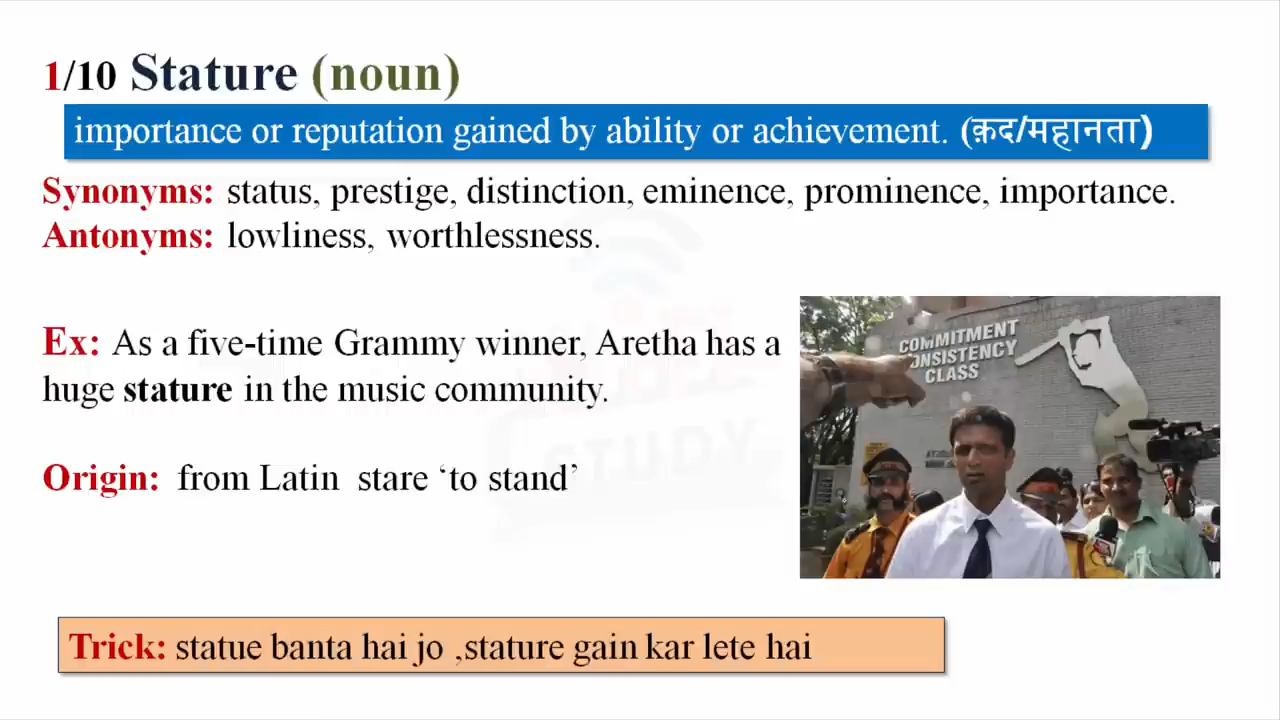 1/10 Stature (noun)
importance or reputation gained by ability or achievement. (क़द/महानता)
Synonyms: status, prestige, distinction, eminence, prominence, importance.
Antonyms: lowliness, worthlessness.
Ex: As a five-time Grammy winner, Aretha has a
huge stature in the music community.
COMMITMENT
ONSISTENCY
CLASS
Origin: from Latin stare ‘to stand’
STUDY
Trick: statue banta hai jo ,stature gain kar lete hai